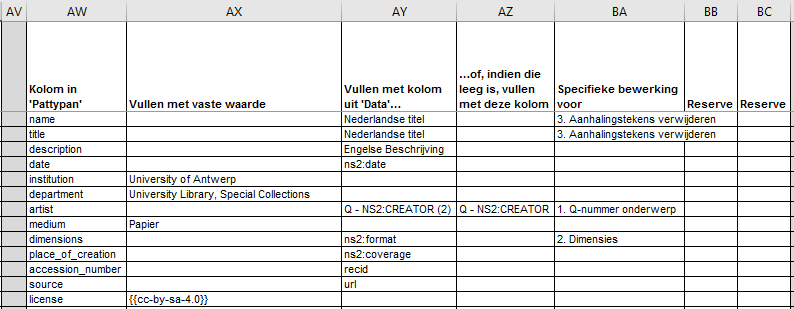 AV AW AX AY AZ BA BB BC
Kolom in 'Pattypan' Vullen met vaste waarde Vullen met kolom uit 'Data'... ...of, indien die leeg is, vullen met deze kolom Specifieke bewerking voor Reserve Reserve
name Nederlandse titel 3. Aanhalingstekens verwijderen
title Nederlandse titel 3. Aanhalingstekens verwijderen
description Engelse Beschrijving
date ns2:date
institution University of Antwerp
department University Library, Special Collections
artist Q - NS2:CREATOR (2) Q - NS2:CREATOR 1. Q-nummer onderwerp
medium Papier
dimensions ns2:format 2. Dimensies
place_of_creation ns2:coverage
accession_number recid
source url
license {{cc-by-sa-4.0}}